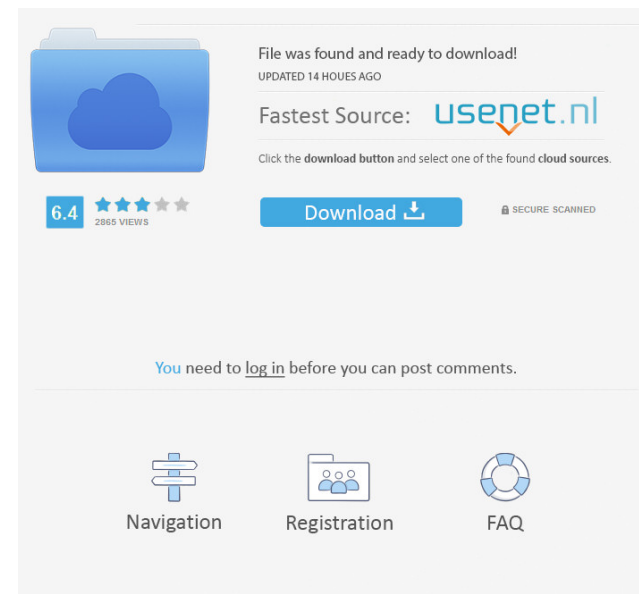 File was found and ready to download!
UPDATED 14 HOUES AGO
Fastest Source: usenet.nl
Click the download button and select one of the found cloud sources.
6.4
2865 VIEWS
Download
SECURE SCANNED
You need to log in before you can post comments.
Navigation
Registration
FAQ